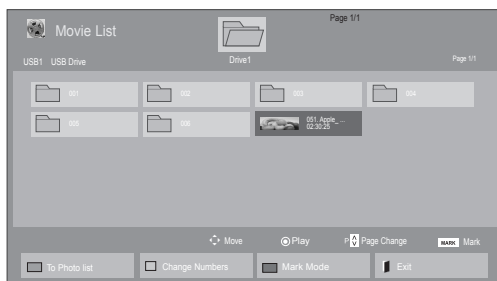 Page 1/1
Movie List
USB1 USB Drive
Drive1
Page 1/1
001 002 003 004
005 006 051. Apple_ ...
02:30:25
Move Play P Page Change MARK Mark
To Photo list Change Numbers Mark Mode Exit